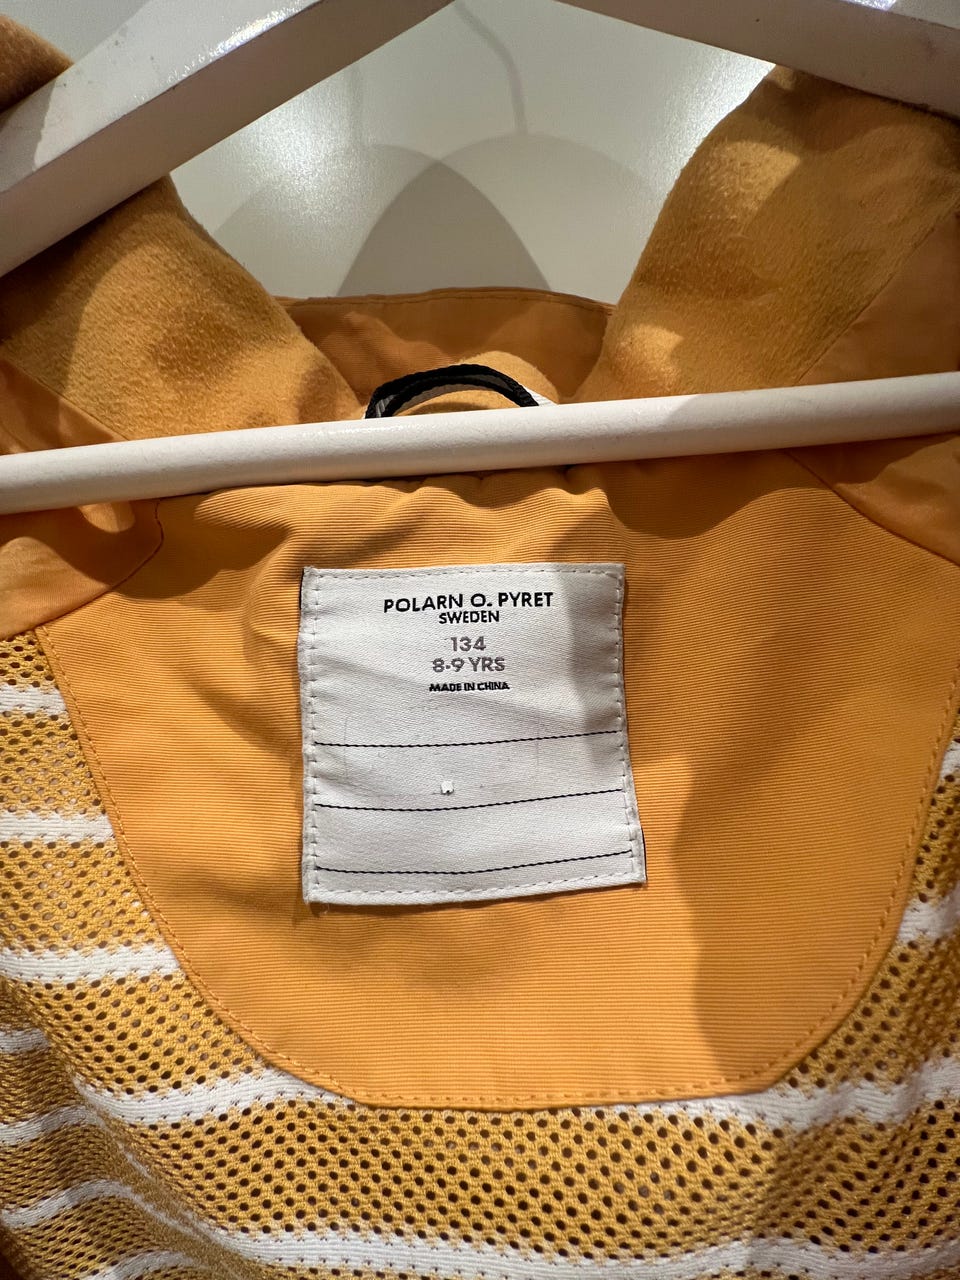 POLARN O. PYRET
SWEDEN
134
8-9 YRS
MADE IN CHINA